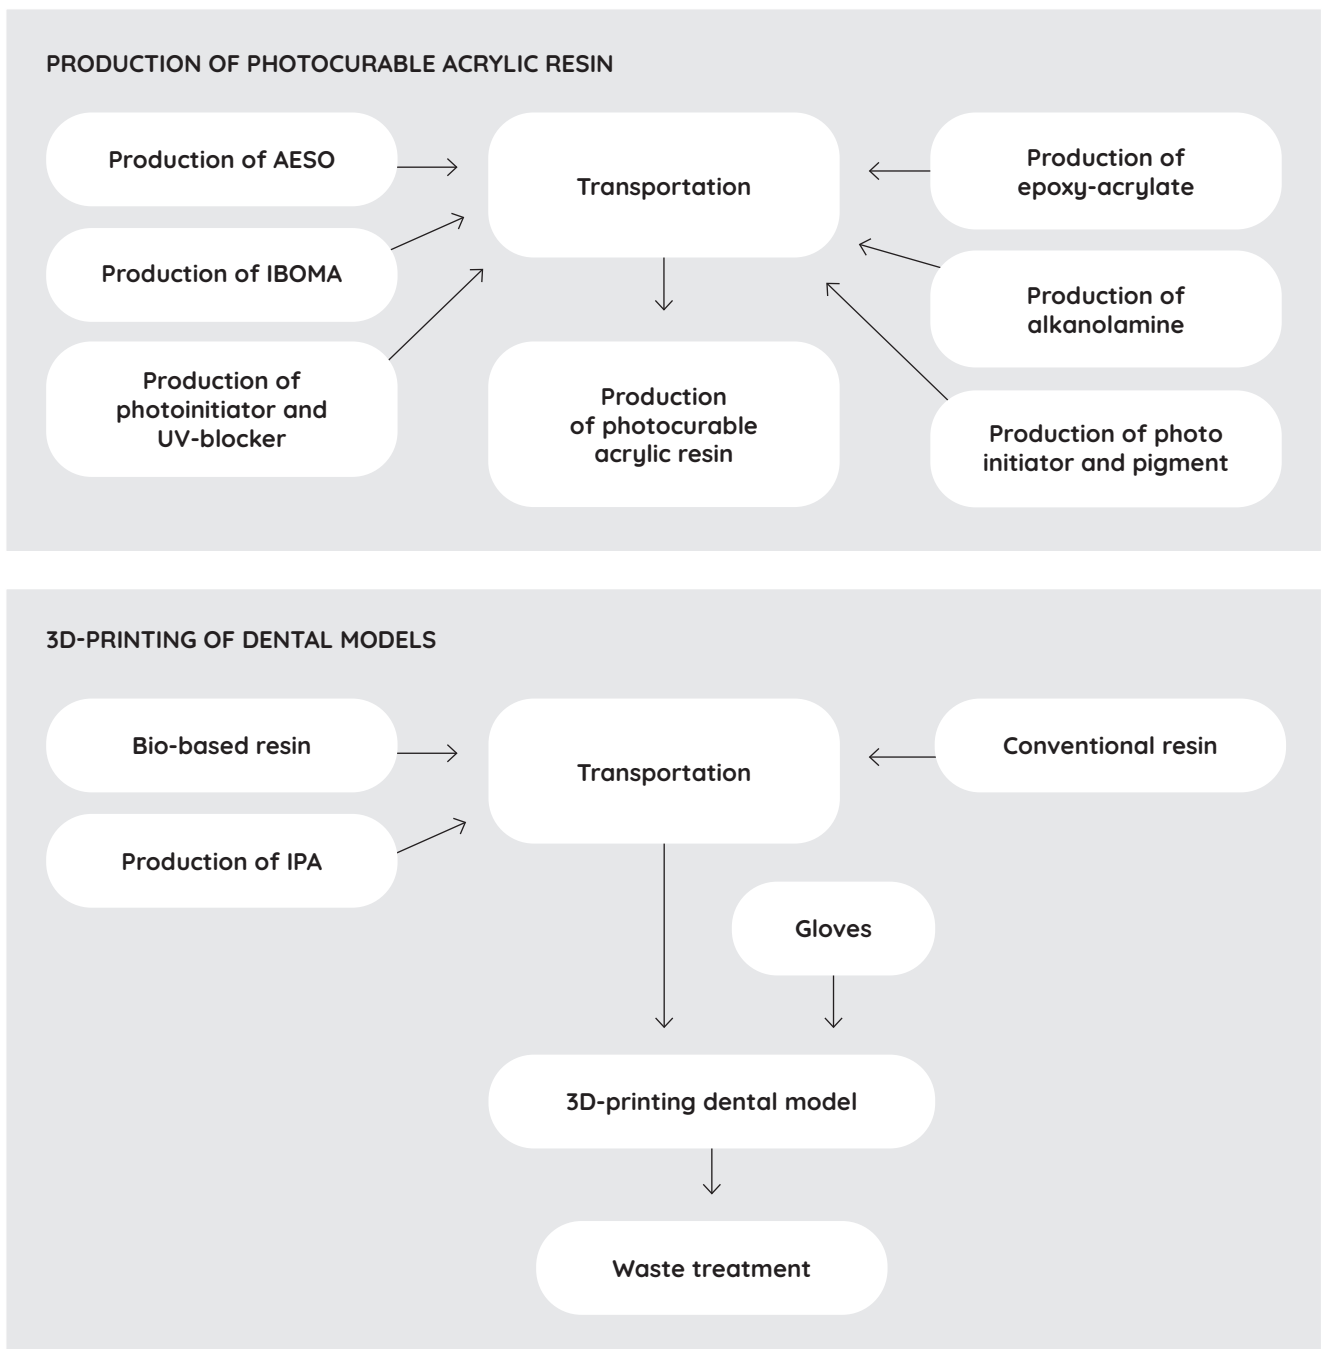 PRODUCTION OF PHOTOCURABLE ACRYLIC RESIN
Production of AESO
Production of IBOMA
Production of
photoinitiator and
UV-blocker
Transportation
Production
of photocurable
acrylic resin
Production of
epoxy-acrylate
Production of
alkanolamine
Production of photo
initiator and pigment
3D-PRINTING OF DENTAL MODELS
Bio-based resin
Production of IPA
Transportation
Conventional resin
Gloves
3D-printing dental model
Waste treatment